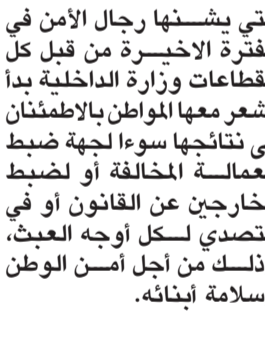 تي يشنها رجال الأمن في
فترة الاخيرة من قبل كل
قطاعات وزارة الداخلية بدأ
شعر معها المواطن بالاطمئنان
ى نتائجها سوءا لجهة ضبط
عمالة المخالفة أو لضبط
خارجين عن القانون أو في
تصدي لكل أوجه العبث،
ذلك من أجل أمن الوطن
سلامة أبنائه.